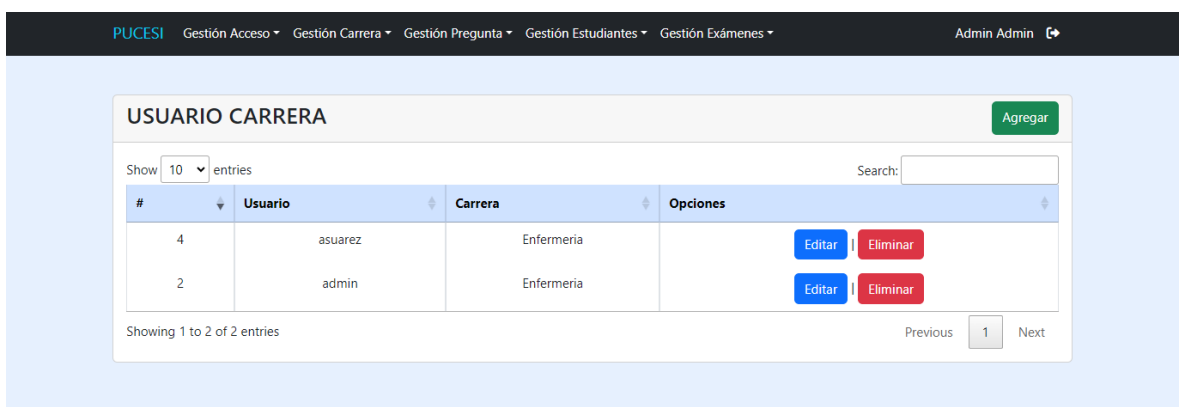 PUCESI Gestión Acceso Gestión Carrera Gestión Pregunta Gestión Estudiantes Gestión Exámenes Admin Admin
USUARIO CARRERA Agregar
Show 10 entries Search:
# Usuario Carrera Opciones
4 asuarez Enfermeria Editar | Eliminar
2 admin Enfermeria Editar | Eliminar
Showing 1 to 2 of 2 entries Previous 1 Next